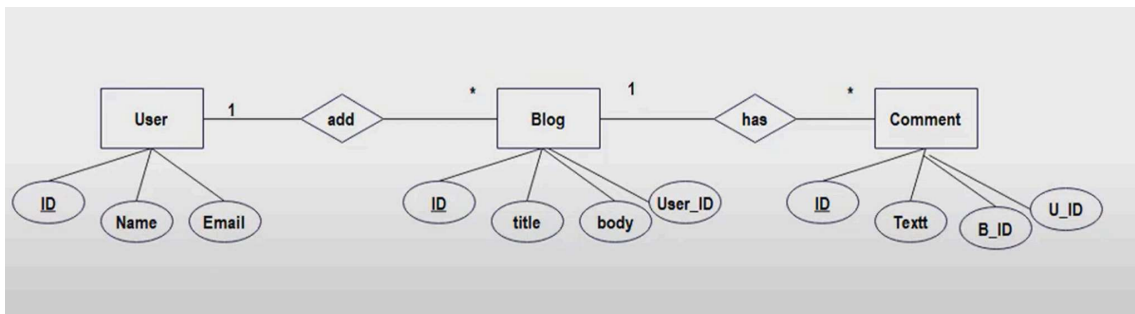 User
1
add
*
Blog
1
has
*
Comment
ID
Name
Email
ID
title
body
User_ID
ID
Textt
B_ID
U_ID